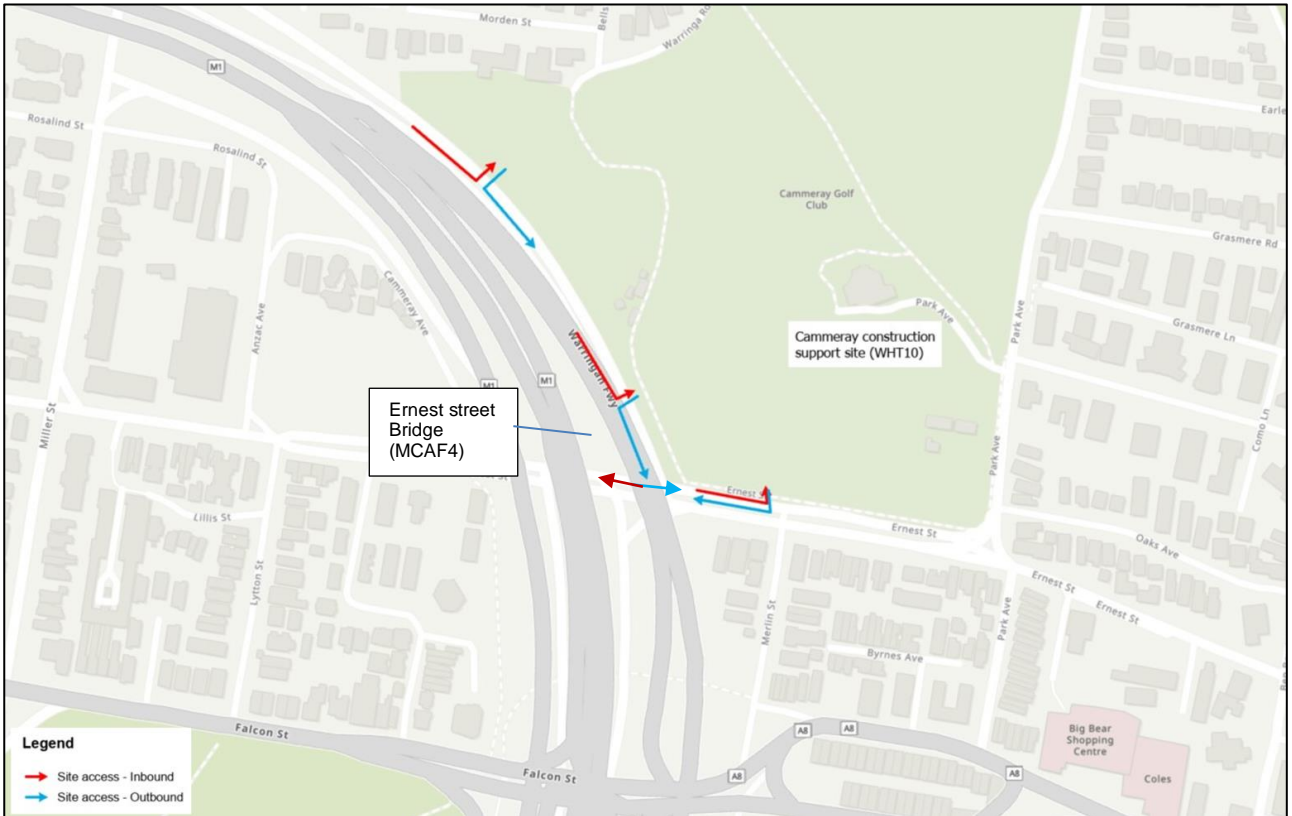 Morden St
Bells
Warringa Ro
M1
Earle
Rosalind St
Rosalind St
Cammeray Golf
Club
Grasmere Rd
Cammeray Ave
Park Ave
Park Ave
Anzac Ave
Grasmere Ln
Warringah Fwy
Cammeray construction
support site (WHT10)
M1
M1
Ernest street
Bridge
(MCAF4)
Miller St
Como Ln
Park Ave
Ernest S
Lillis St
Ernest St
Oaks Ave
Lytton St
Ernest St
Ernest St
Merlin St
Park Ave
Byrnes Ave
Falcon St
A8
A8
Big Bear
Shopping
Centre
Legend
Site access - Inbound
Falcon St
A8
A8
Coles
Site access - Outbound